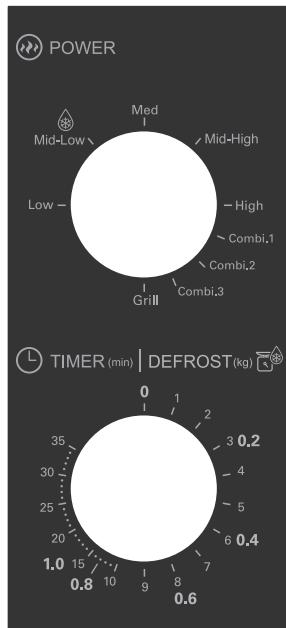 POWER
Med
Mid-Low
Mid-High
Low
High
Combi.1
Combi.2
Combi.3
Grill
TIMER (min) | DEFROST (kg)
0
1
2
35
3 0.2
30
4
25
5
20
6 0.4
1.0 15
7
0.8 10
9
8
0.6